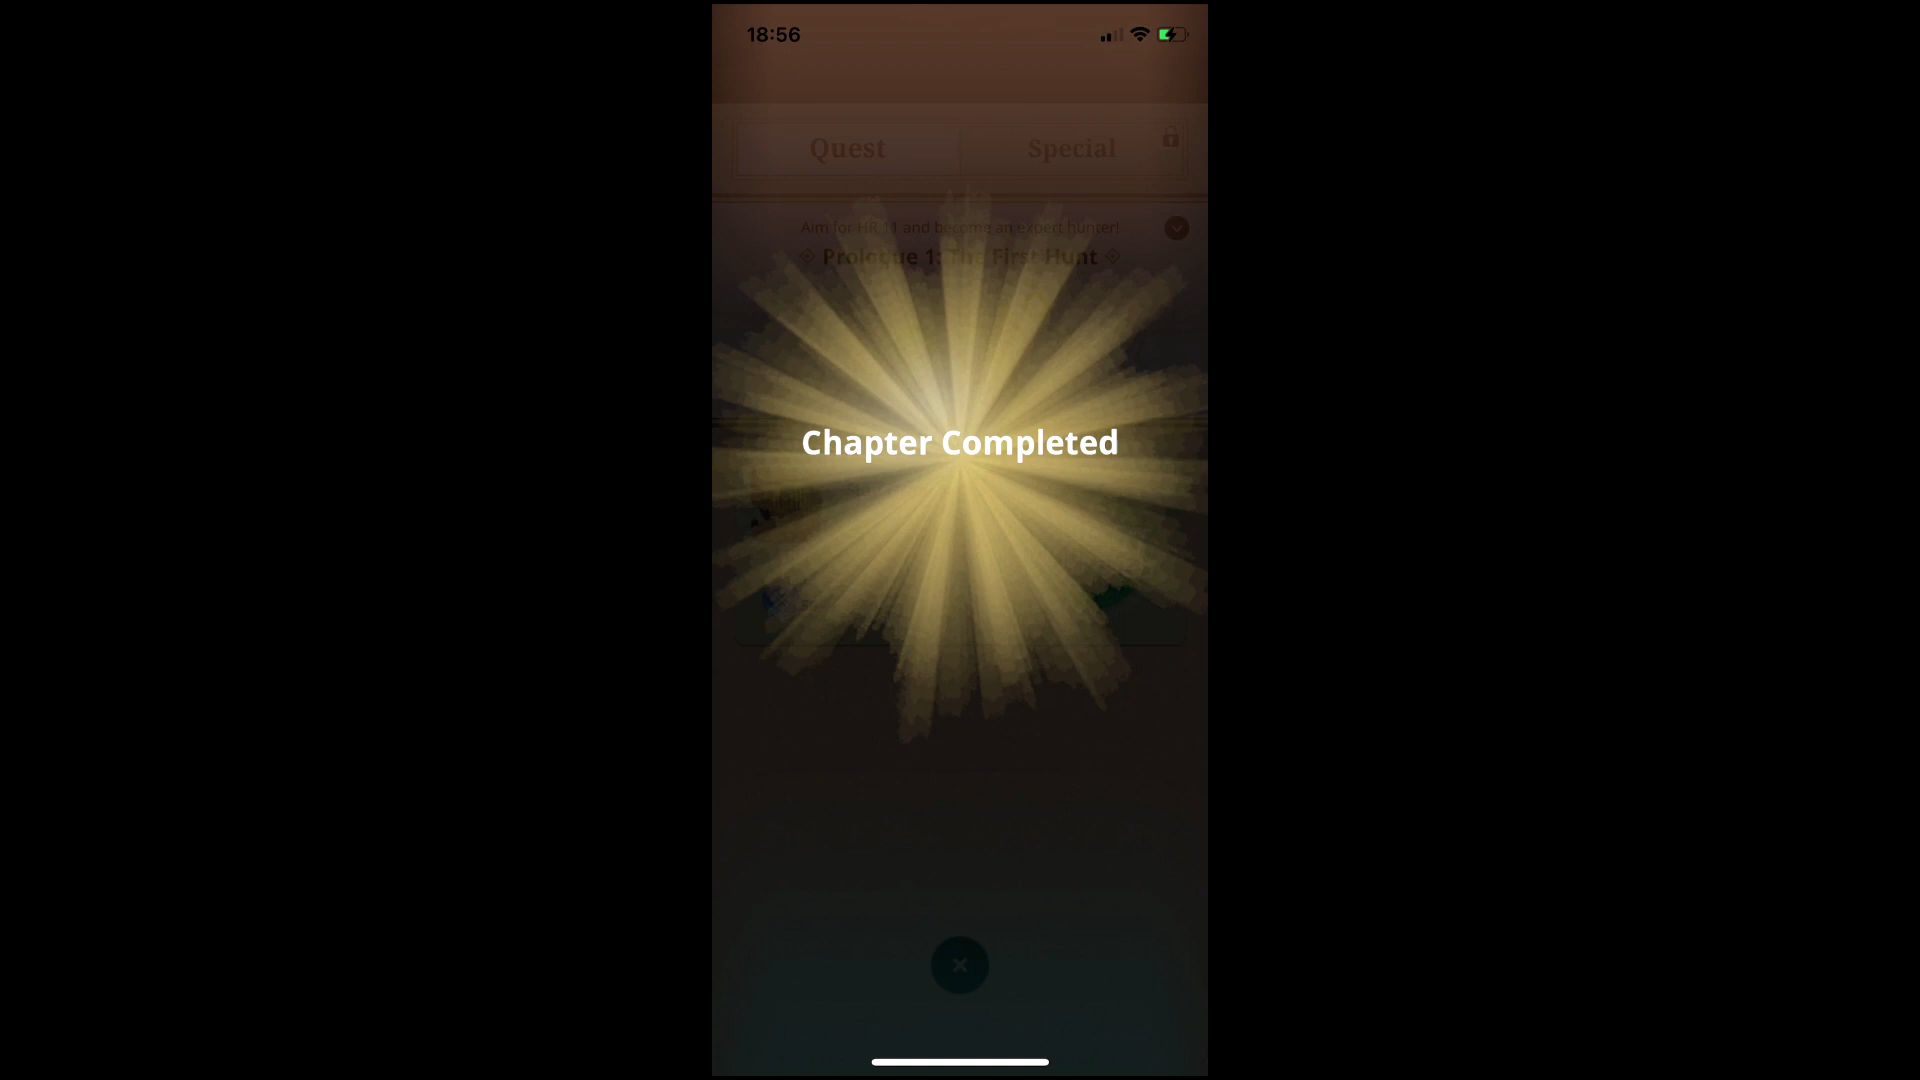 18:56
Quest
Special
Aim for HR 11 and become an expert hunter!
Prologue 1: The First Hunt
Chapter Completed